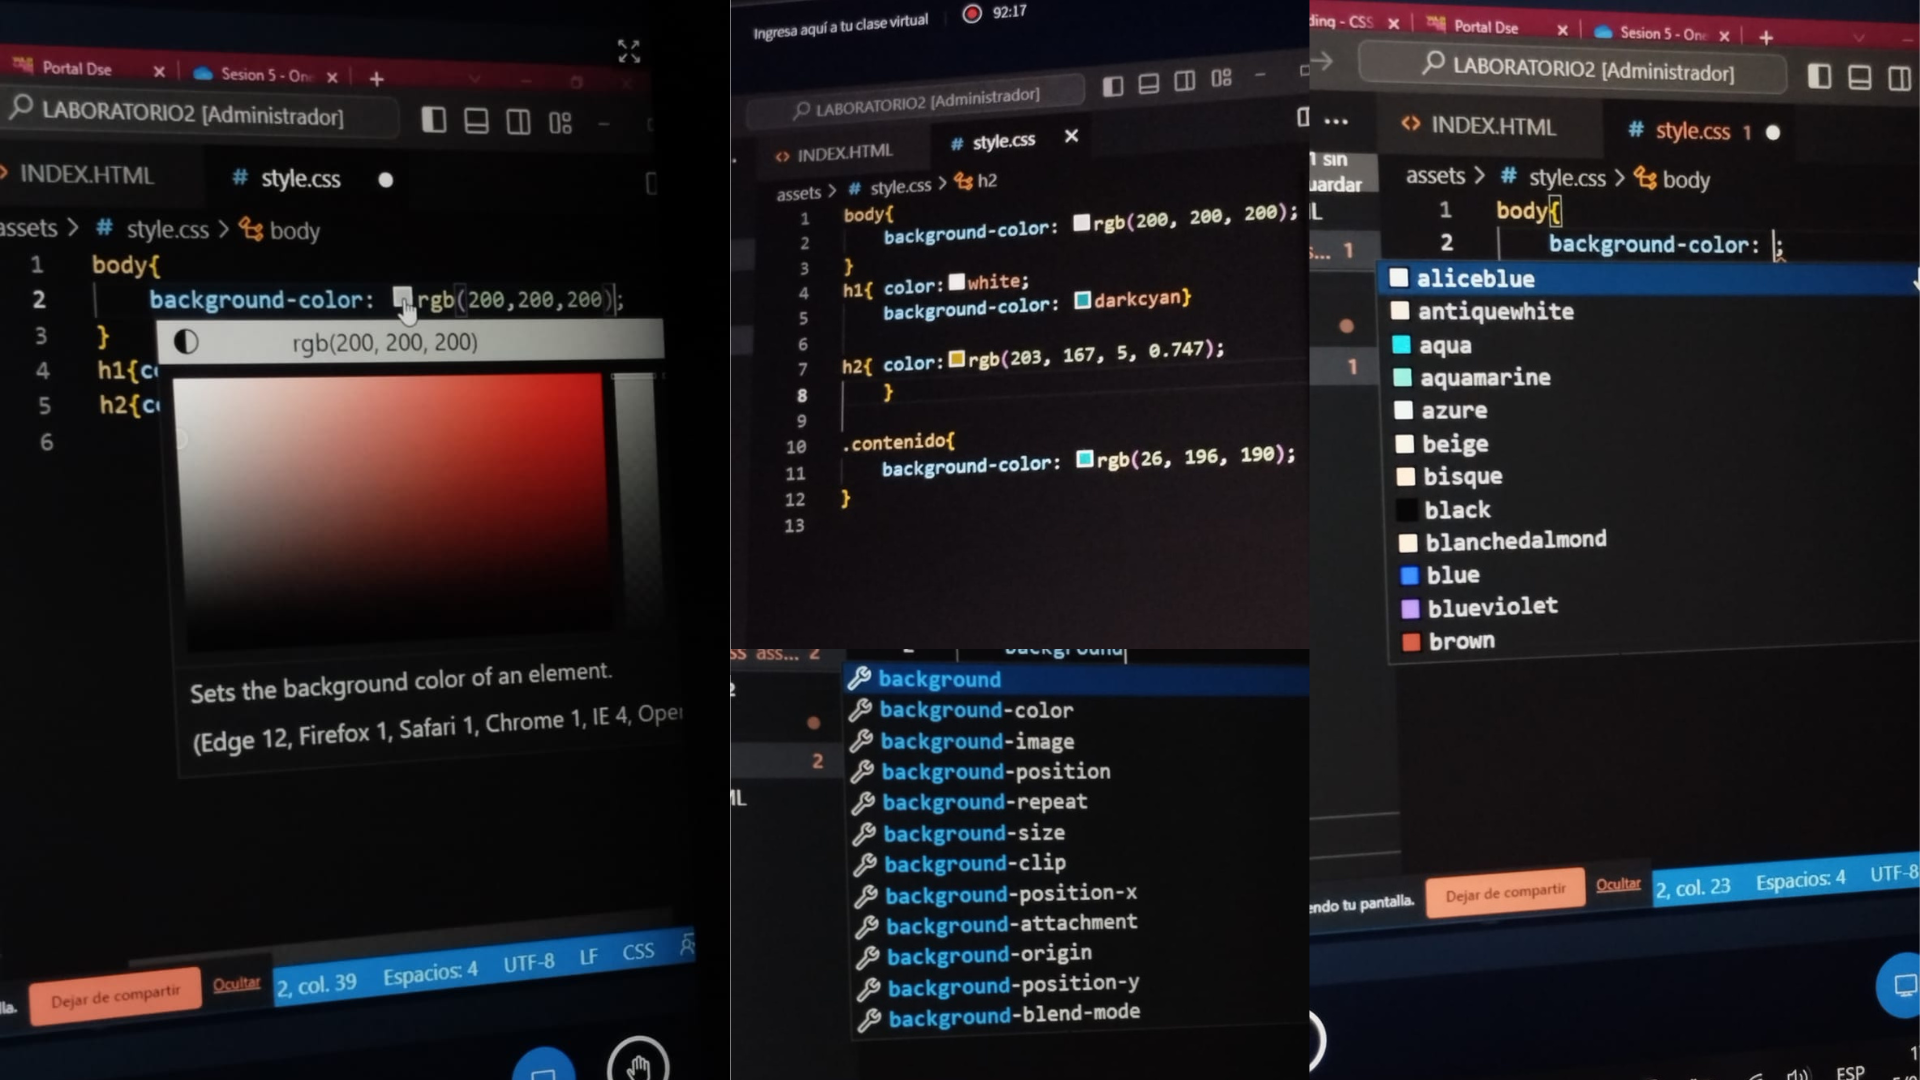 Portal Dse
Sesion 5 - On
LABORATORIO2 [Administrador]
INDEX.HTML
# style.css
assets > # style.css > body
1 body{
2 background-color: rgb(200,200,200);
rgb(200, 200, 200)
3 }
4 h1{c
5 h2{c
6
Sets the background color of an element.
(Edge 12, Firefox 1, Safari 1, Chrome 1, IE 4, Oper
lla.
Dejar de compartir
Ocultar
2, col. 39
Espacios: 4
UTF-8
LF
CSS
Ingresa aquí a tu clase virtual
92:17
LABORATORIO2 [Administrador]
INDEX.HTML
# style.css
assets > # style.css > h2
1 body{
2 background-color: rgb(200, 200, 200);
3 }
4 h1{ color: white;
5 background-color: darkcyan}
6
7 h2{ color: rgb(203, 167, 5, 0.747);
8 }
9
10 .contenido{
11 background-color: rgb(26, 196, 190);
12 }
13
ass... 2
background
2
ML
background
background-color
background-image
background-position
background-repeat
background-size
background-clip
background-position-x
background-attachment
background-origin
background-position-y
background-blend-mode
ding - CSS
Portal Dse
Sesion 5 - On
LABORATORIO2 [Administrador]
...
INDEX.HTML
# style.css 1
1 sin
uardar
assets > # style.css > body
1 body{
2 background-color: ;
s... 1
1
aliceblue
antiquewhite
aqua
aquamarine
azure
beige
bisque
black
blanchedalmond
blue
blueviolet
brown
endo tu pantalla.
Dejar de compartir
Ocultar
2, col. 23
Espacios: 4
UTF-8
ESP